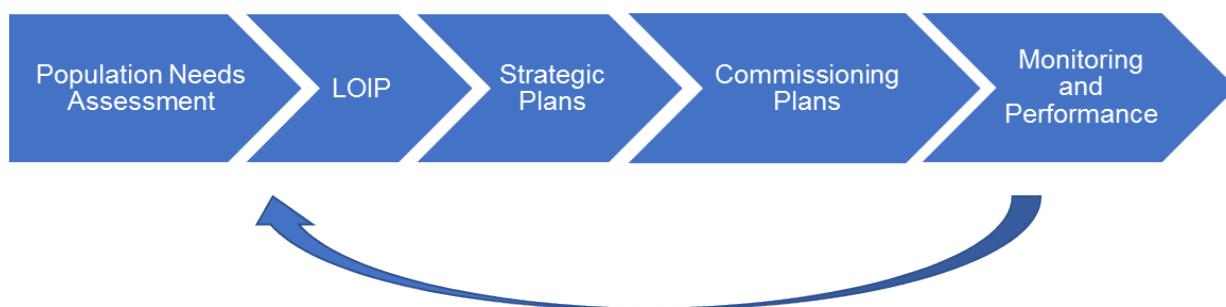 Population Needs
Assessment
LOIP
Strategic
Plans
Commissioning
Plans
Monitoring
and
Performance